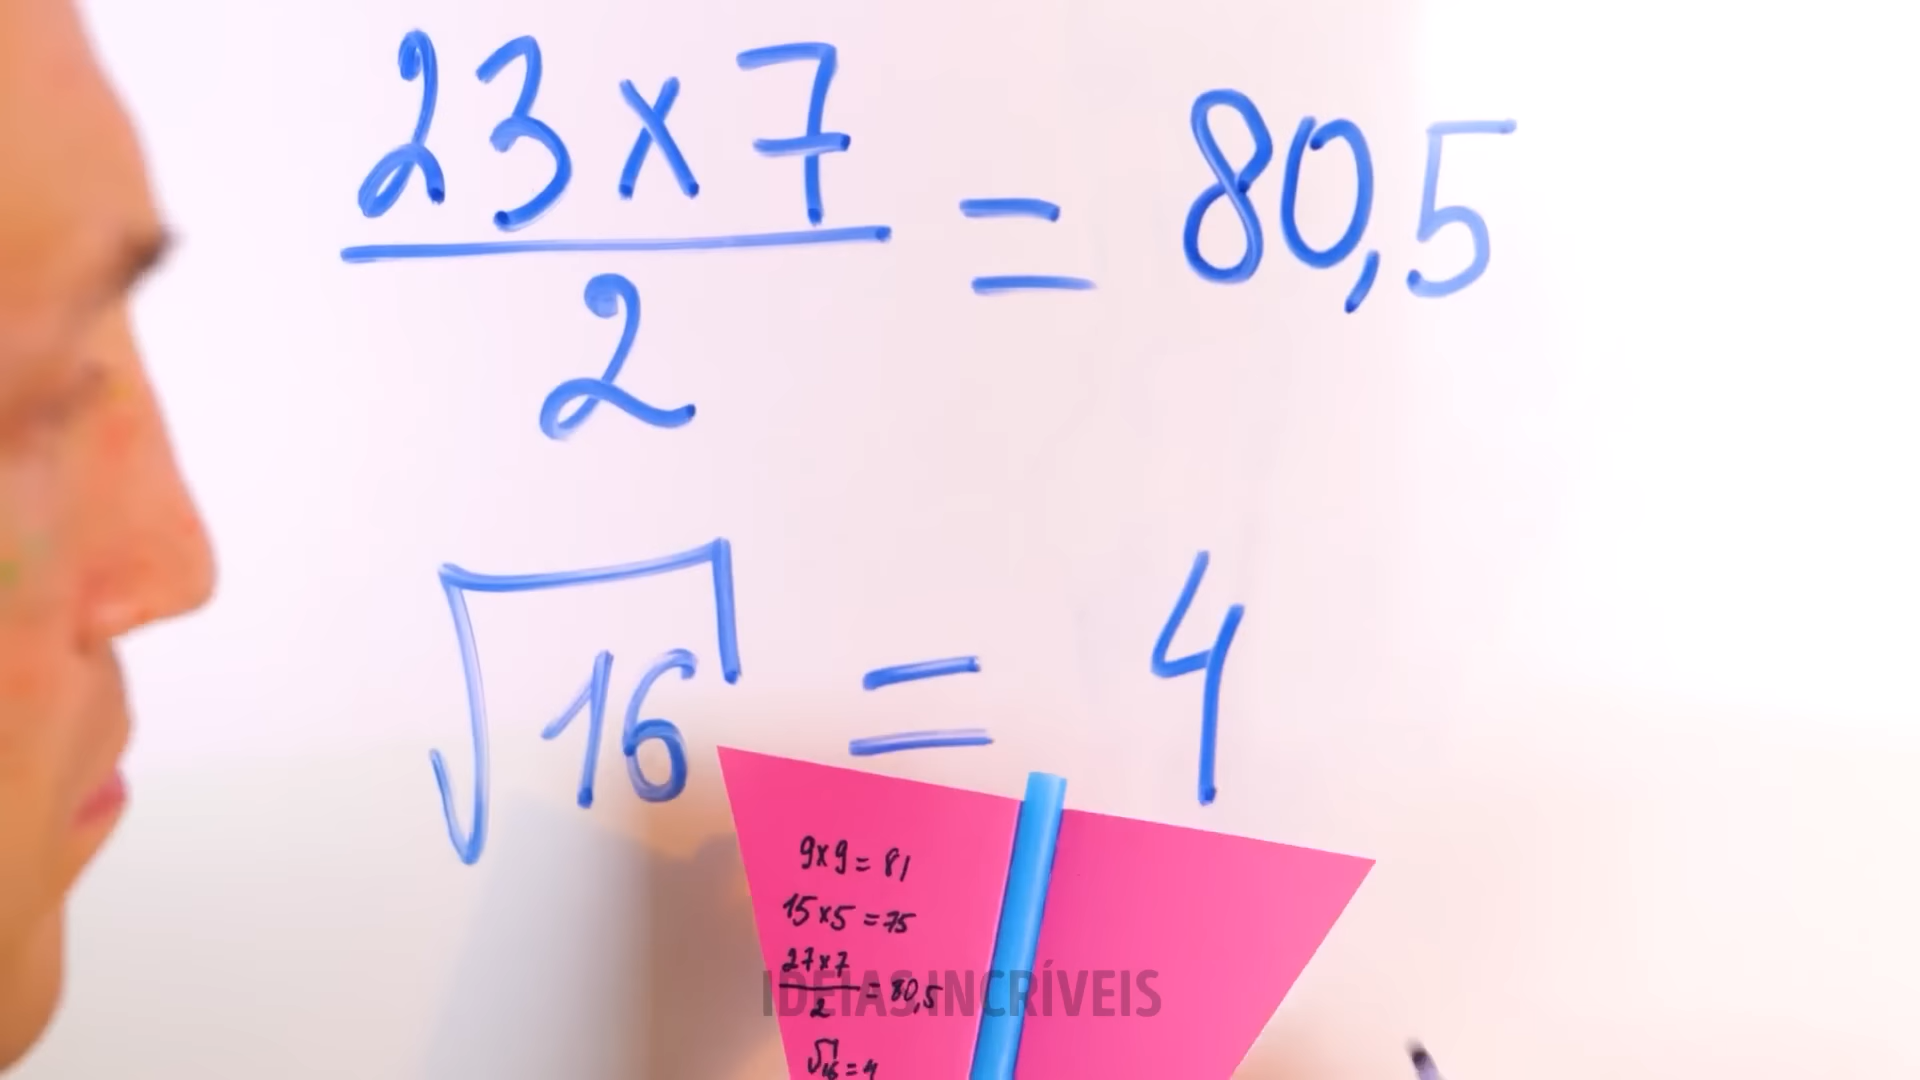 23 x 7
2
= 80,5
√16 = 4
9x9 = 81
15x5 = 75
27x7
2
= 80,5
√16 = 4
IDEIAS INCRÍVEIS